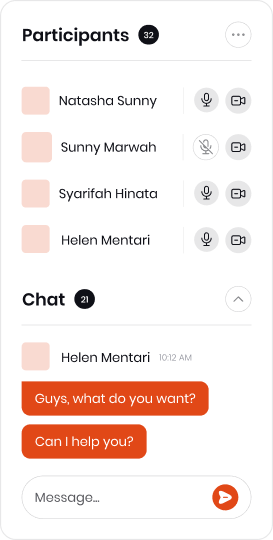 Participants 32
Natasha Sunny
Sunny Marwah
Syarifah Hinata
Helen Mentari
Chat 21
Helen Mentari 10:12 AM
Guys, what do you want?
Can I help you?
Message...